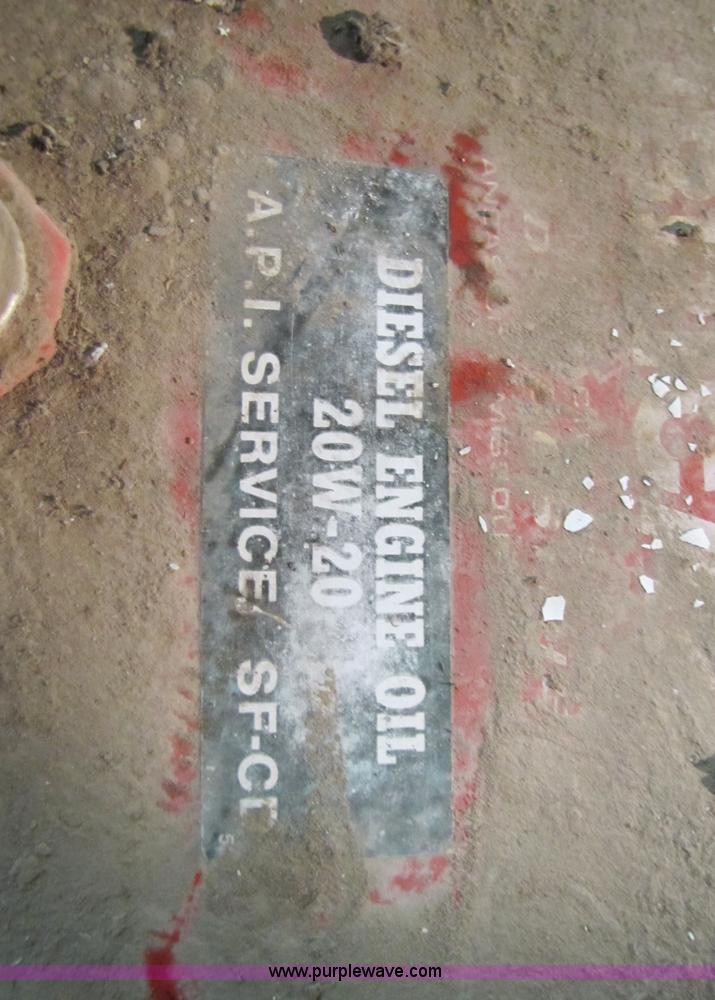 DIESEL ENGINE OIL
20W-20
A.P.I. SERVICE/ SF-CD
www.purplewave.com